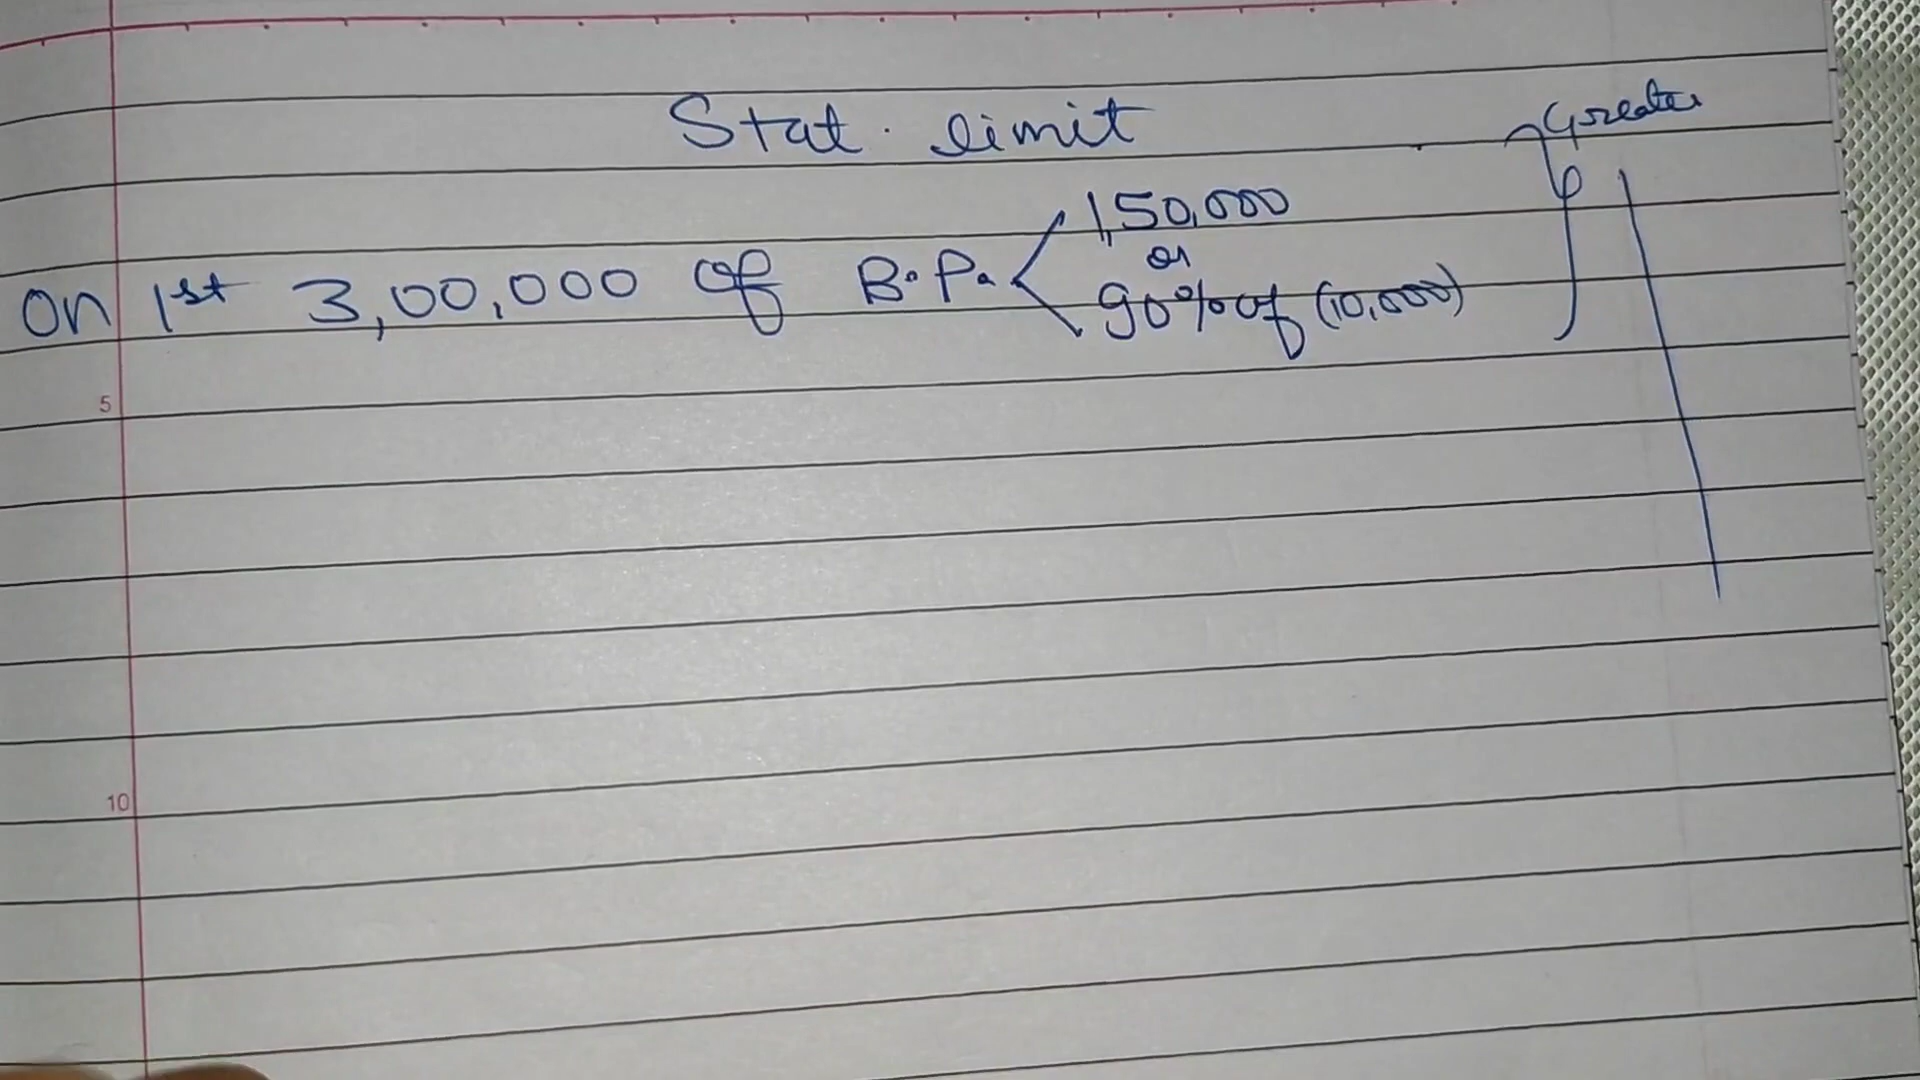 Stat. limit
Greater
On 1st 3,00,000 of B.P.
1,50,000
or
90% of (10,000)
5
10